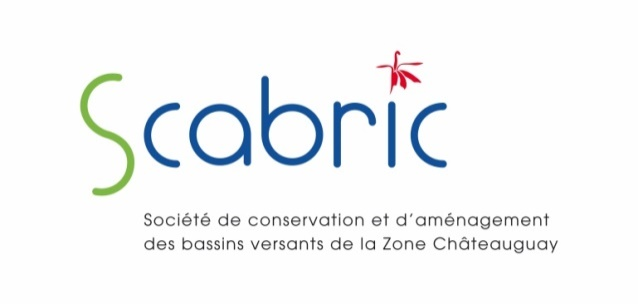 Scabric
Société de conservation et d'aménagement
des bassins versants de la Zone Châteauguay